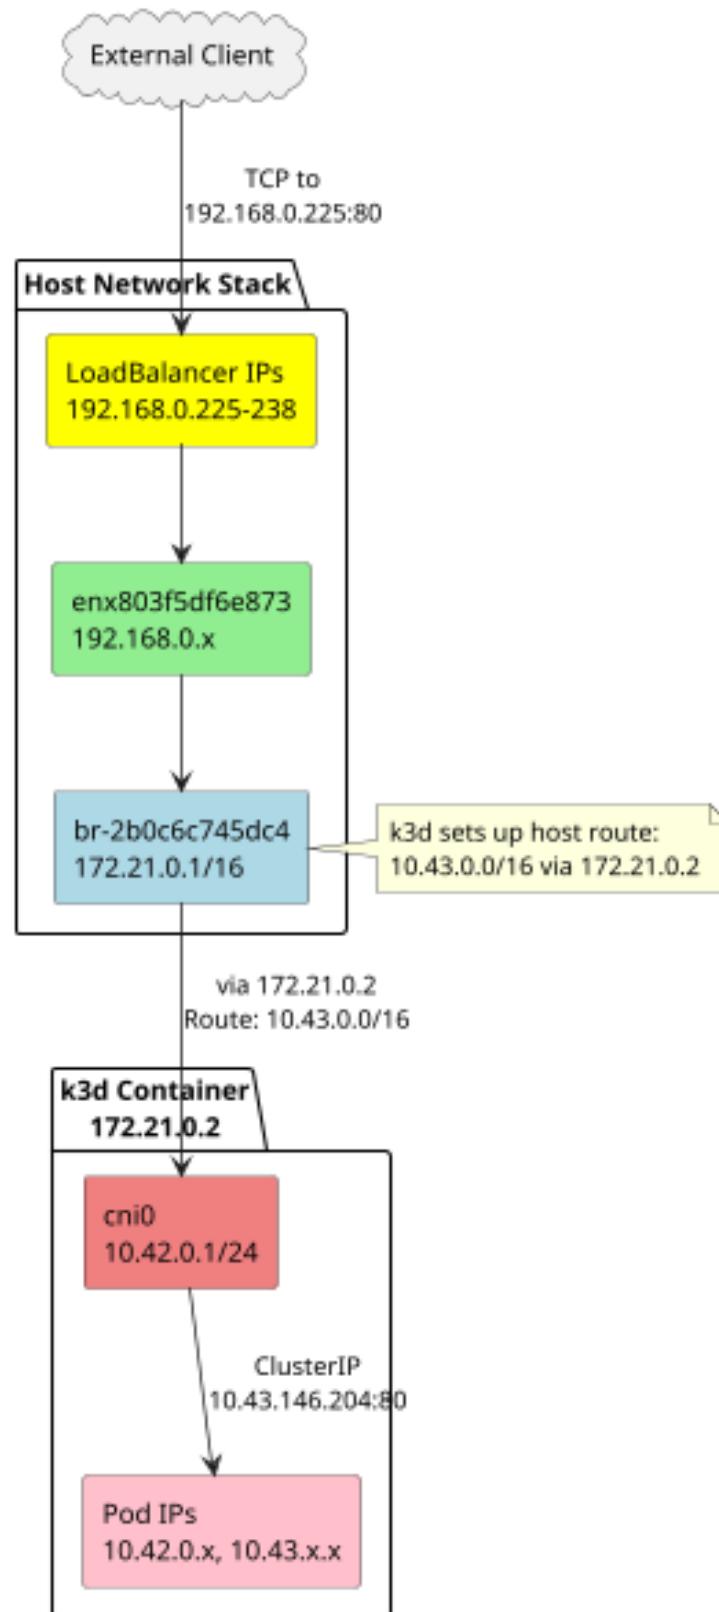 External Client
TCP to
192.168.0.225:80
Host Network Stack
LoadBalancer IPs
192.168.0.225-238
enx803f5df6e873
192.168.0.x
br-2b0c6c745dc4
172.21.0.1/16
k3d sets up host route:
10.43.0.0/16 via 172.21.0.2
via 172.21.0.2
Route: 10.43.0.0/16
k3d Container
172.21.0.2
cni0
10.42.0.1/24
ClusterIP
10.43.146.204:80
Pod IPs
10.42.0.x, 10.43.x.x